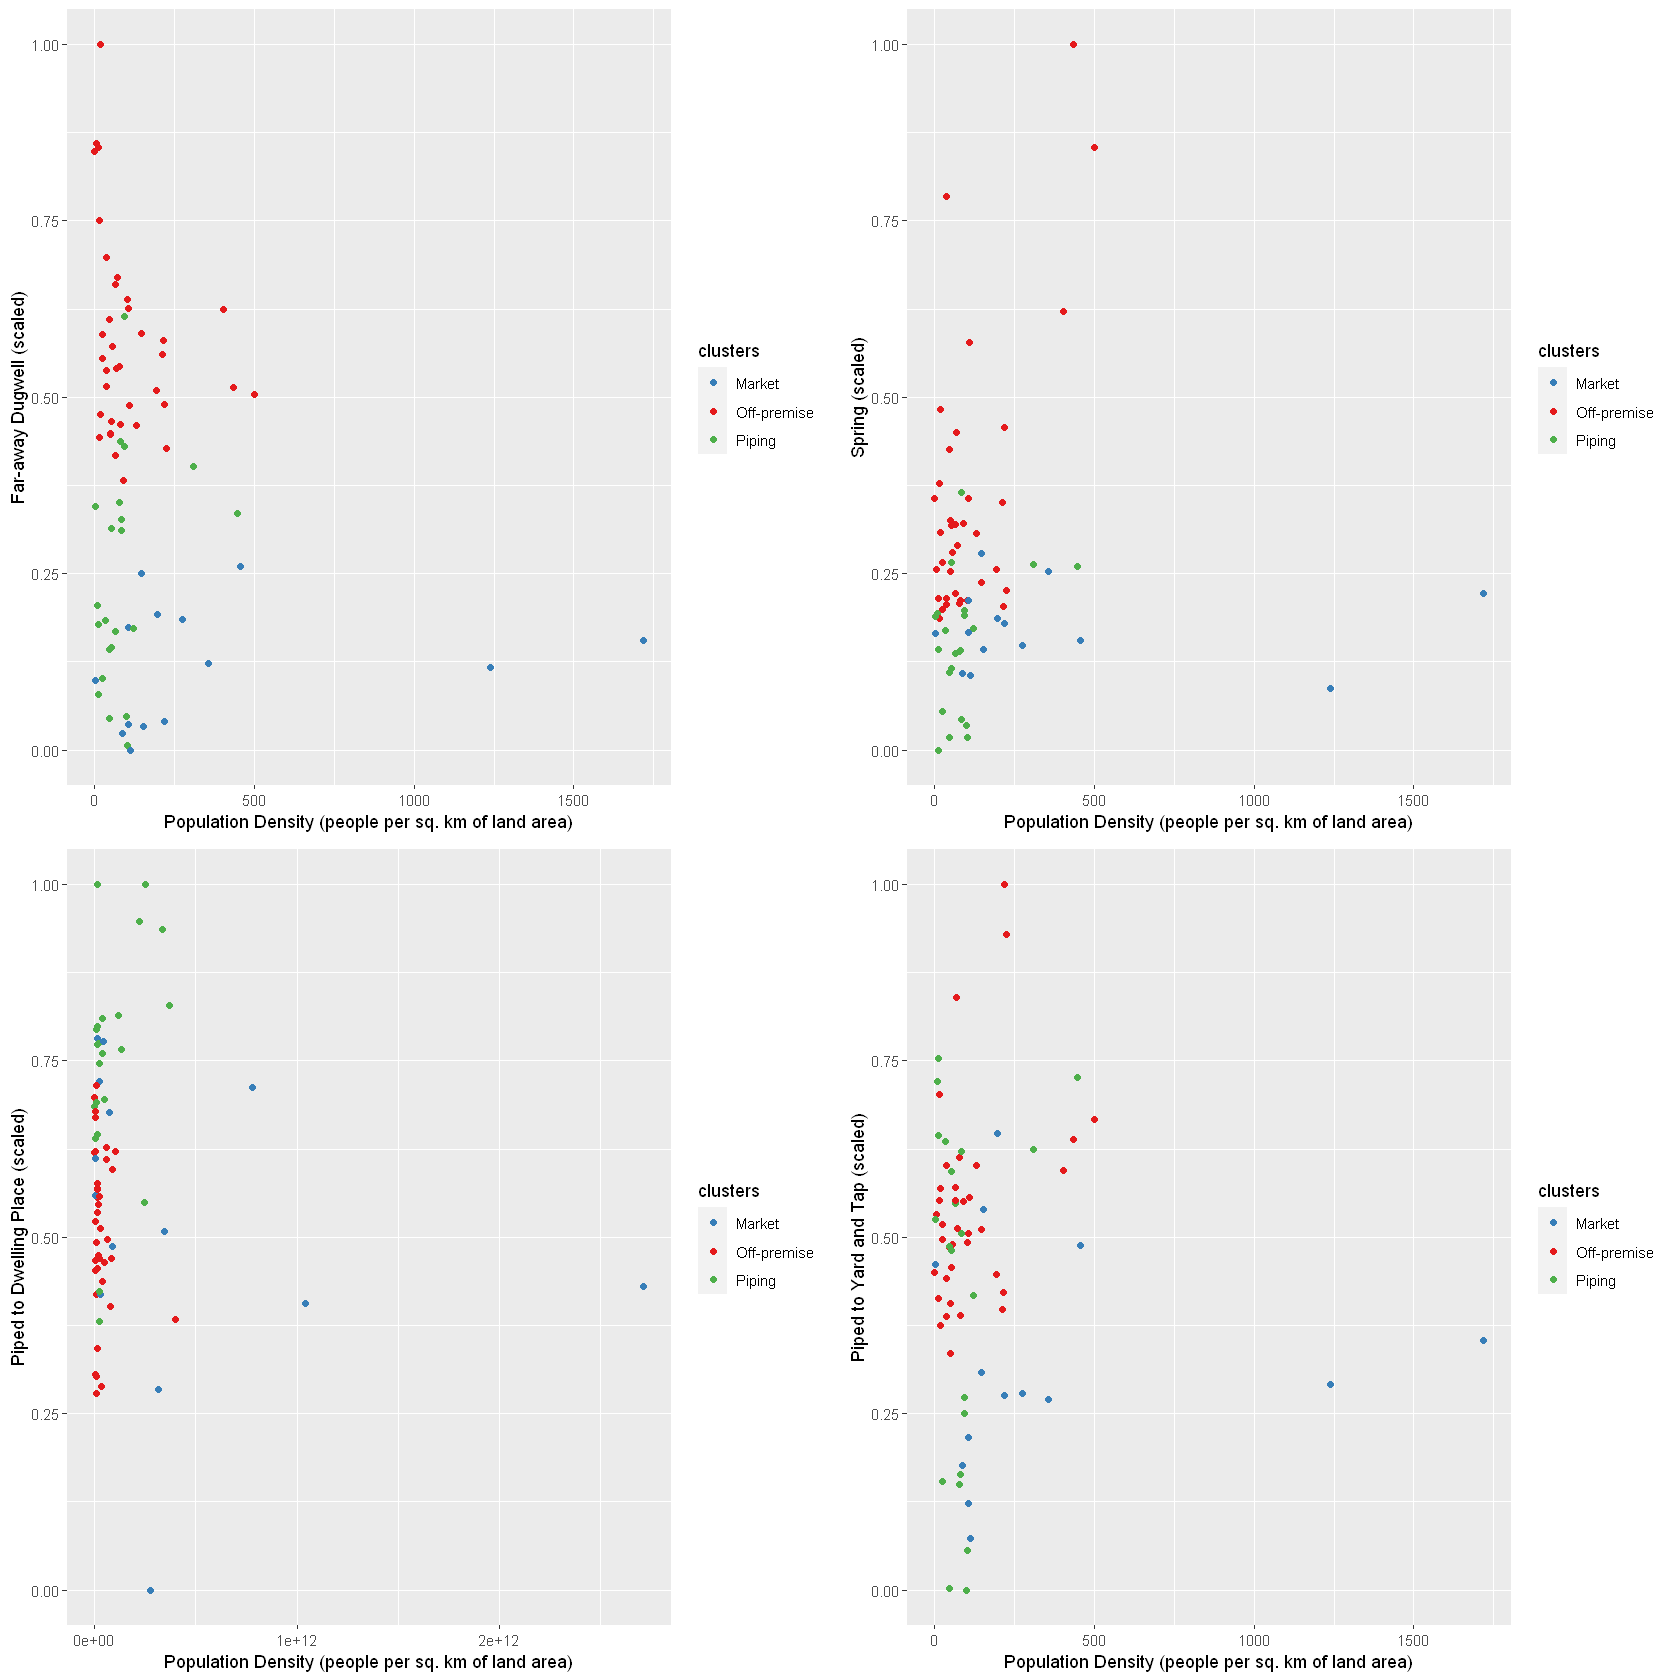 Far-away Dugwell (scaled)
1.00
0.75
0.50
0.25
0.00
0
500
1000
1500
Population Density (people per sq. km of land area)
clusters
Market
Off-premise
Piping
Spring (scaled)
1.00
0.75
0.50
0.25
0.00
0
500
1000
1500
Population Density (people per sq. km of land area)
clusters
Market
Off-premise
Piping
Piped to Dwelling Place (scaled)
1.00
0.75
0.50
0.25
0.00
0e+00
1e+12
2e+12
Population Density (people per sq. km of land area)
clusters
Market
Off-premise
Piping
Piped to Yard and Tap (scaled)
1.00
0.75
0.50
0.25
0.00
0
500
1000
1500
Population Density (people per sq. km of land area)
clusters
Market
Off-premise
Piping